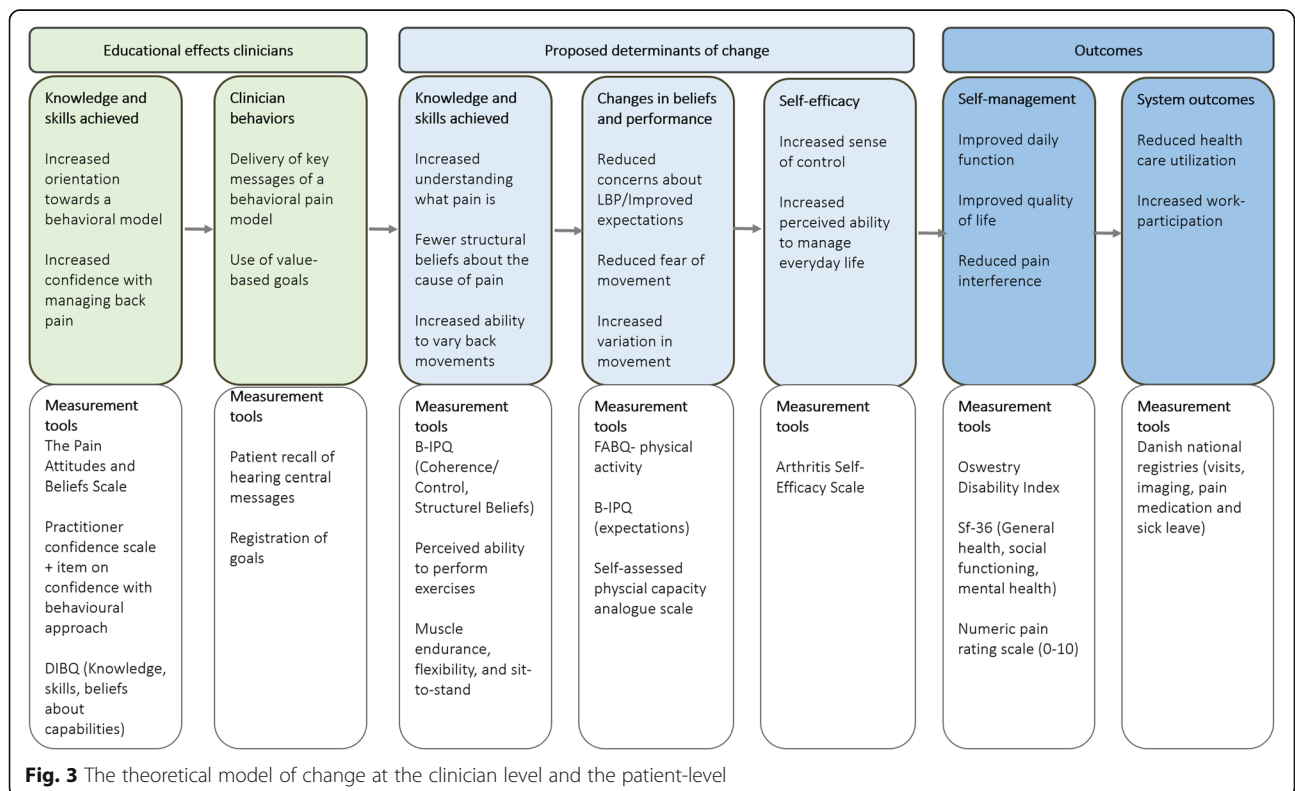 Educational effects clinicians
Proposed determinants of change
Outcomes
Knowledge and
skills achieved
Increased
orientation
towards a
behavioral model
Increased
confidence with
managing back
pain
Clinician
behaviors
Delivery of key
messages of a
behavioral pain
model
Use of value-
based goals
Knowledge and
skills achieved
Increased
understanding
what pain is
Fewer structural
beliefs about the
cause of pain
Increased ability
to vary back
movements
Changes in beliefs
and performance
Reduced
concerns about
LBP/Improved
expectations
Reduced fear of
movement
Increased
variation in
movement
Self-efficacy
Increased sense
of control
Increased
perceived ability
to manage
everyday life
Self-management
Improved daily
function
Improved quality
of life
Reduced pain
interference
System outcomes
Reduced health
care utilization
Increased work-
participation
Measurement
tools
The Pain
Attitudes and
Beliefs Scale
Practitioner
confidence scale
+ item on
confidence with
behavioural
approach
DIBQ (Knowledge,
skills, beliefs
about
capabilities)
Measurement
tools
Patient recall of
hearing central
messages
Registration of
goals
Measurement
tools
B-IPQ
(Coherence/
Control,
Structurel Beliefs)
Perceived ability
to perform
exercises
Muscle
endurance,
flexibility, and sit-
to-stand
Measurement
tools
FABQ- physical
activity
B-IPQ
(expectations)
Self-assessed
physcial capacity
analogue scale
Measurement
tools
Arthritis Self-
Efficacy Scale
Measurement
tools
Oswestry
Disability Index
Sf-36 (General
health, social
functioning,
mental health)
Numeric pain
rating scale (0-10)
Measurement
tools
Danish national
registries (visits,
imaging, pain
medication and
sick leave)
Fig. 3 The theoretical model of change at the clinician level and the patient-level